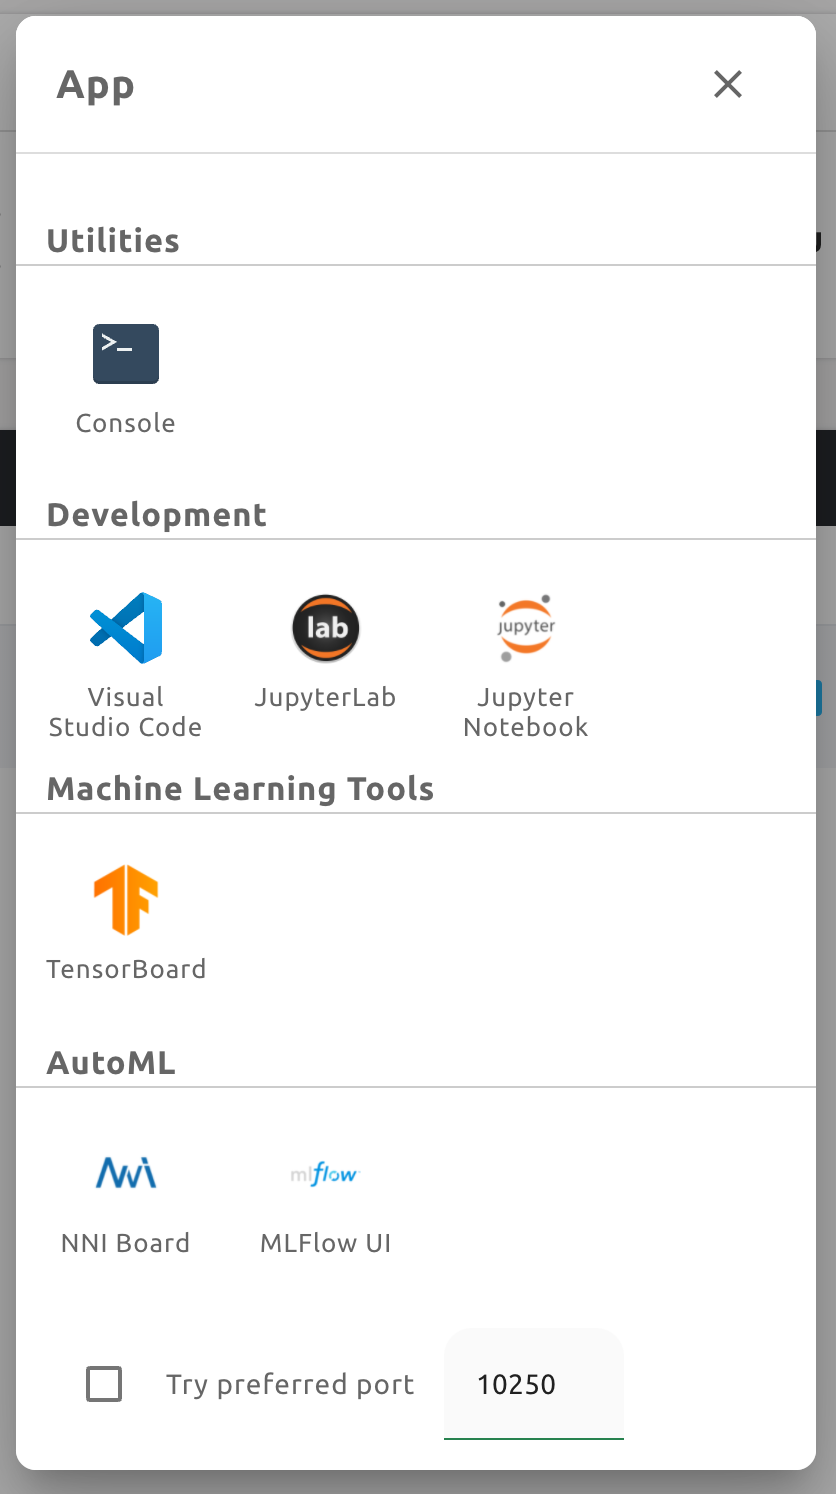 App
Utilities
>_
Console
Development
lab
jupyter
Visual
Studio Code
JupyterLab
Jupyter
Notebook
Machine Learning Tools
TensorBoard
AutoML
mlflow
NNI Board
MLFlow UI
Try preferred port
10250